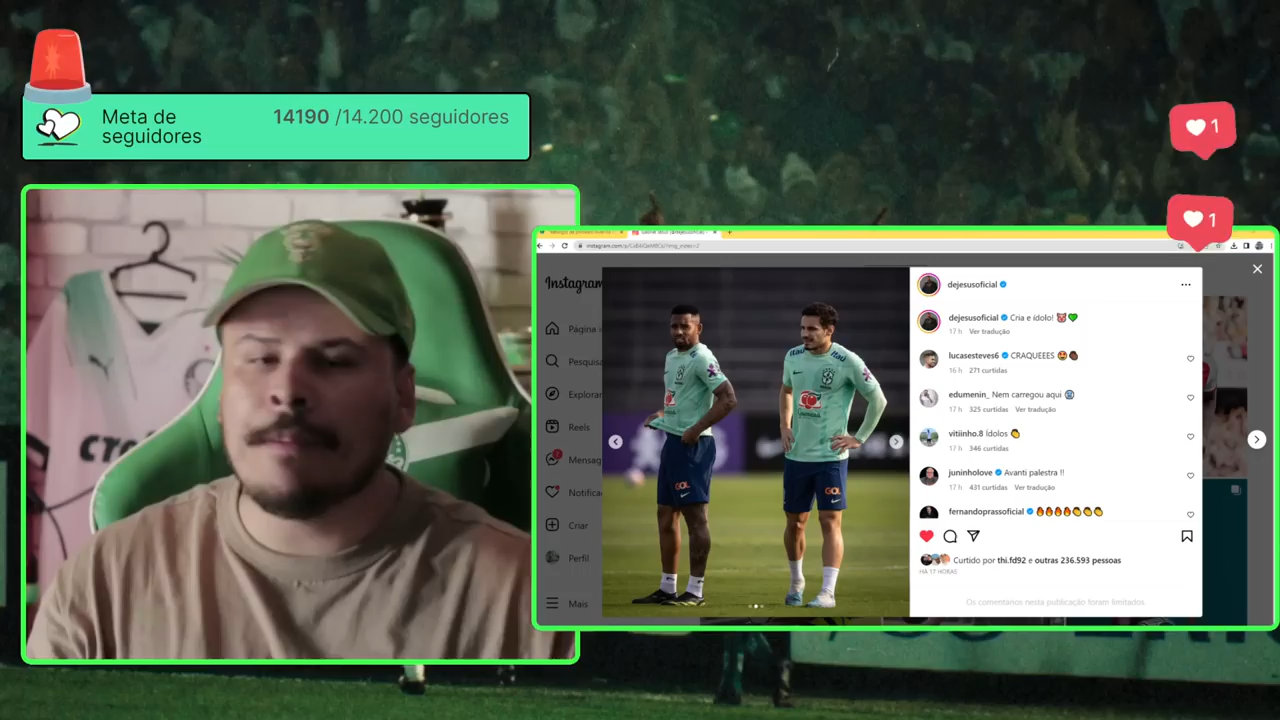 Meta de
seguidores
14190 /14.200 seguidores
1
1
Instagram
Página
Pesquisa
Explorar
Reels
Mensag
Notifica
Criar
Perfil
Mais
Itaú
Itaú
GOL
GOL
dejesusoficial
dejesusoficial Cria e ídolo! 🐷💚
17 h Ver tradução
lucasesteves6 CRAQUEEES
16 h 271 curtidas
edumenin_ Nem carregou aqui
17 h 325 curtidas Ver tradução
vitiinho.8 Ídolos 👏
17 h 346 curtidas
juninholove Avanti palestra !!
17 h 431 curtidas Ver tradução
fernandoprassoficial 🔥🔥🔥🔥👏👏👏
Curtido por thi.fd92 e outras 236.593 pessoas
HÁ 17 HORAS
Os comentários nesta publicação foram limitados.